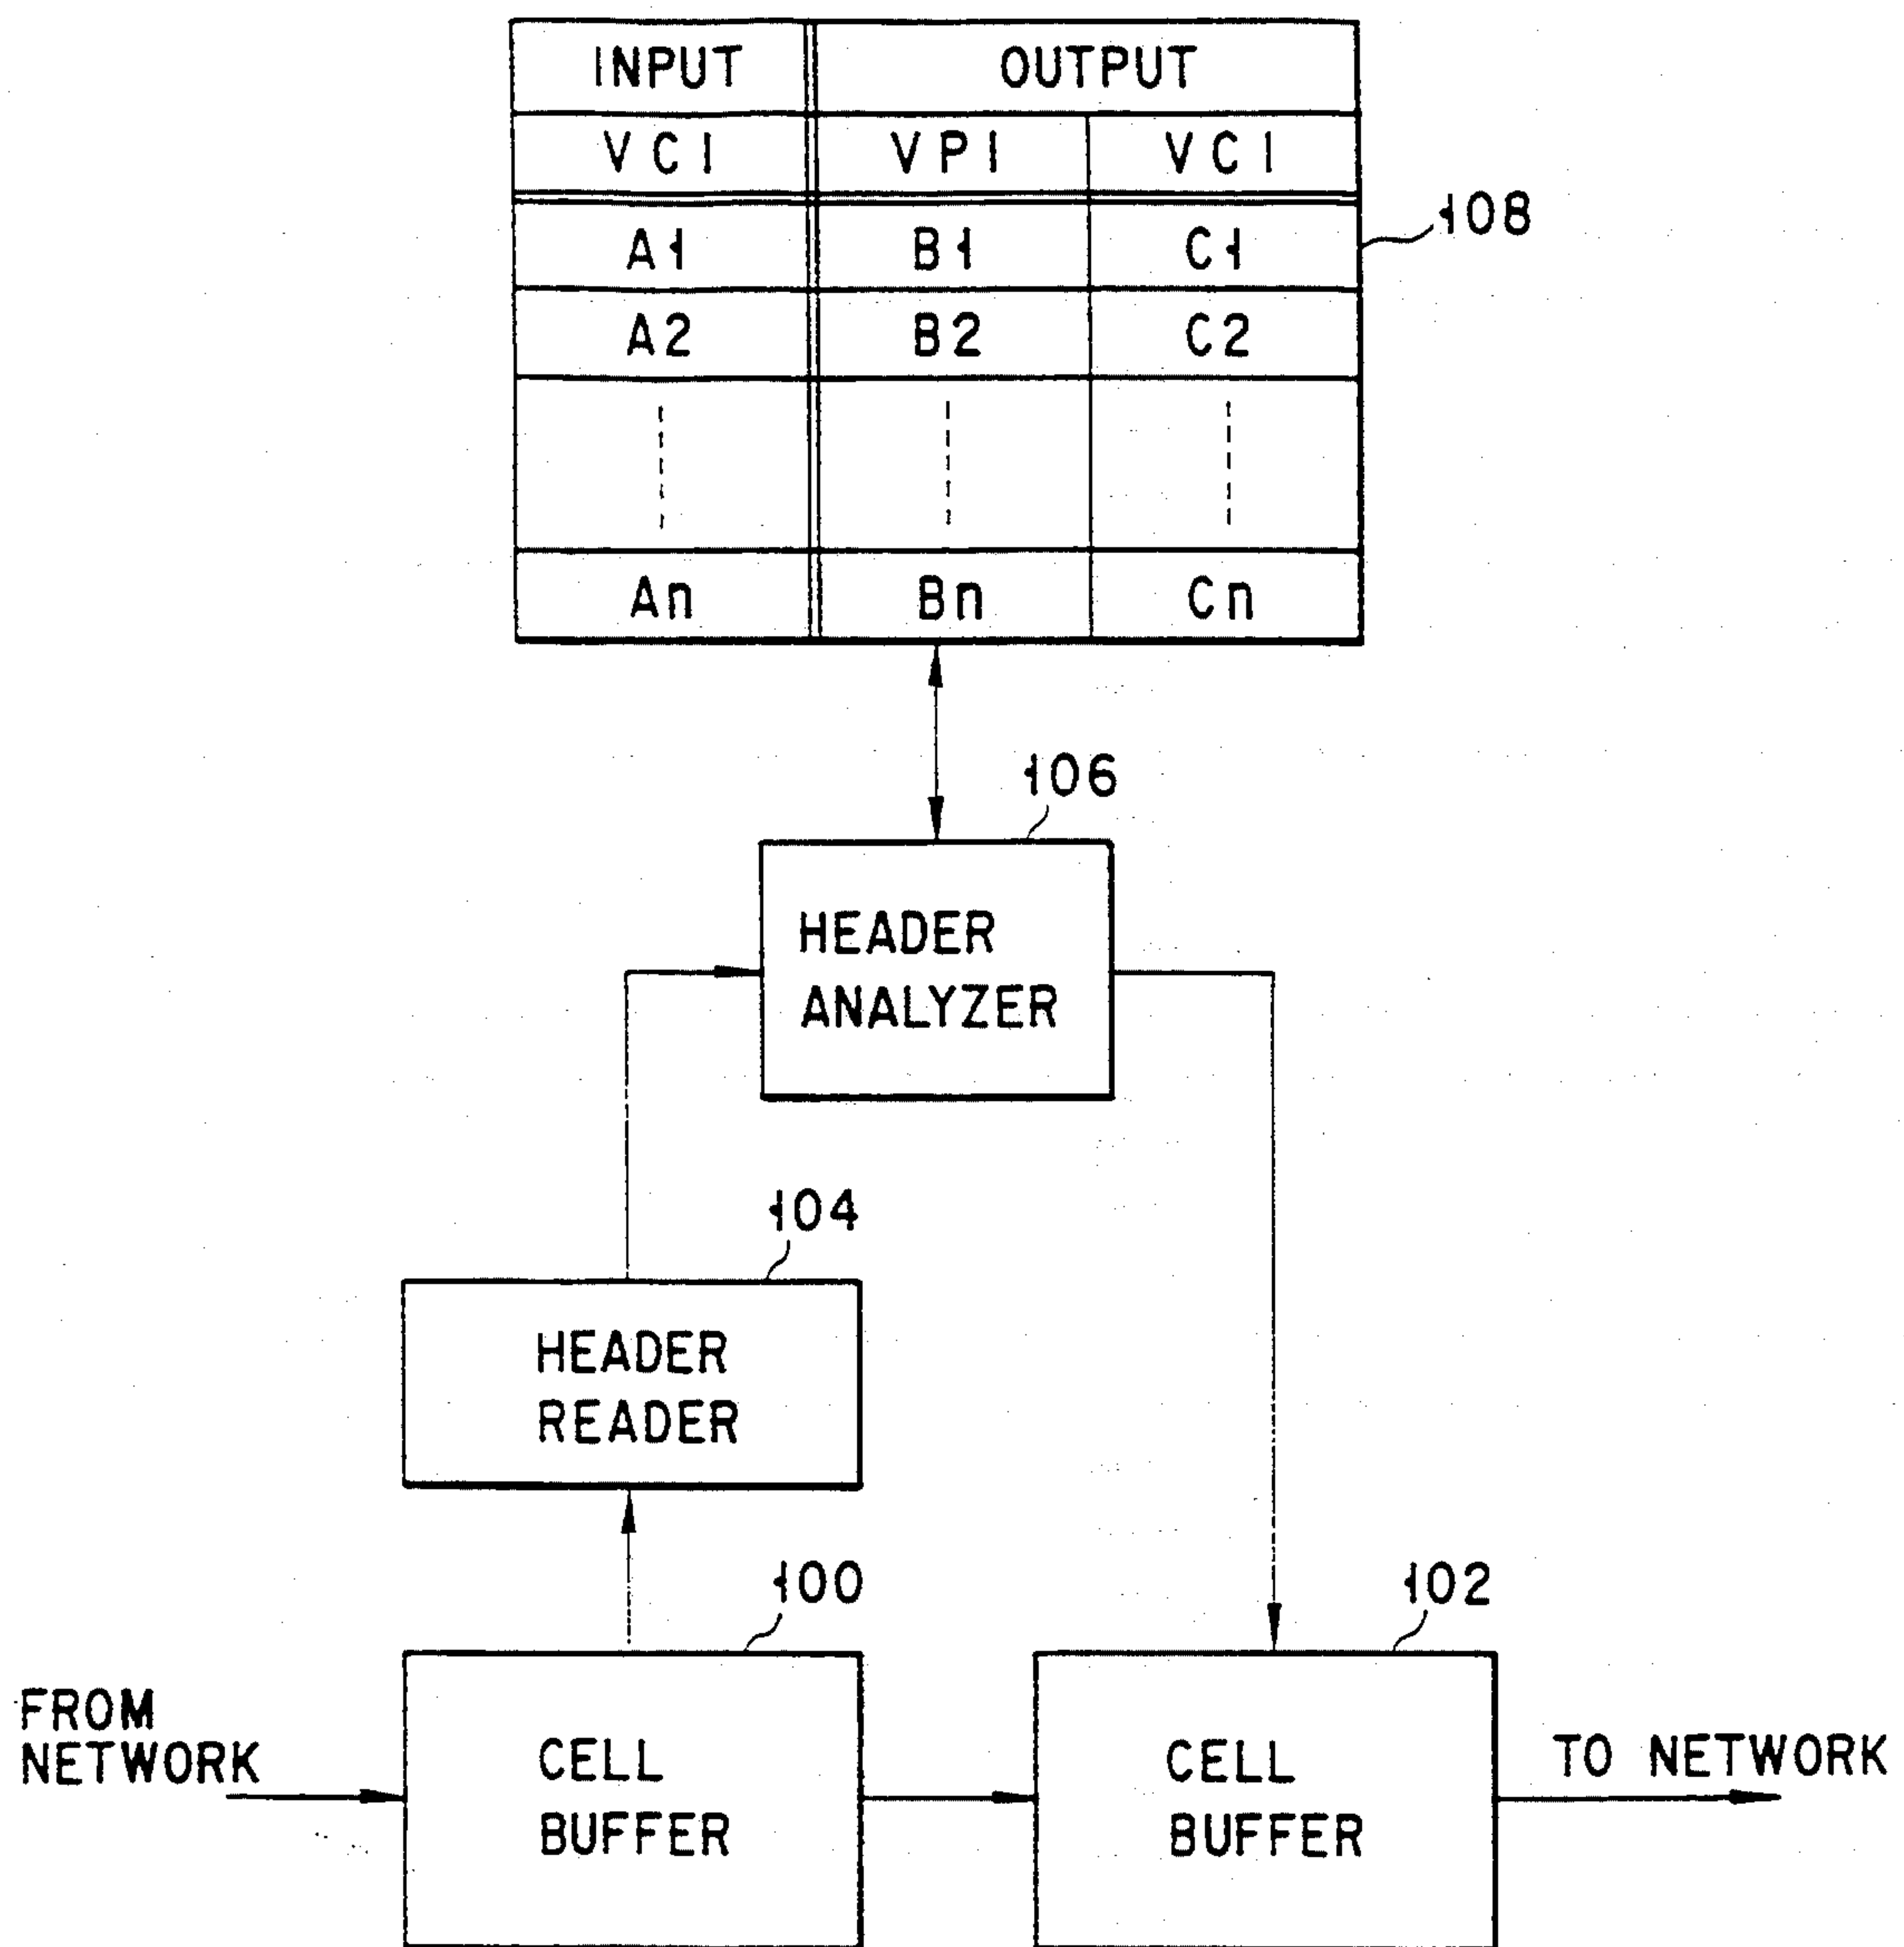 INPUT OUTPUT
VCI VPI VCI
A1 B1 C1
108
A2 B2 C2
An Bn Cn
106
HEADER
ANALYZER
104
HEADER
READER
100
102
FROM
NETWORK
CELL
BUFFER
CELL
BUFFER
TO NETWORK